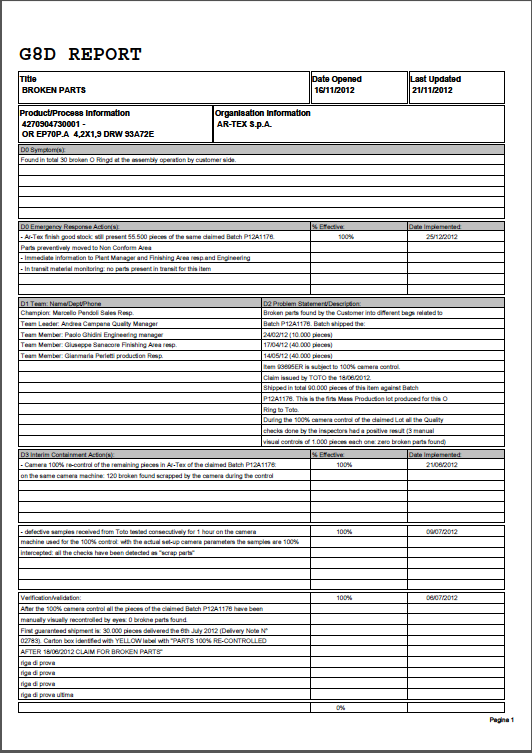 G8D REPORT
Title
BROKEN PARTS
Date Opened
16/11/2012
Last Updated
21/11/2012
Product/Process Information
4270904730001 -
OR EP70P.A 4,2X1,9 DRW 93A72E
Organisation Information
AR-TEX S.p.A.
D0 Symptom(s):
Found in total 30 broken O Ringd at the assembly operation by customer side.
D0 Emergency Response Action(s):
% Effective:
Date Implemented:
- Ar-Tex finish good stock: still present 55.500 pieces of the same claimed Batch P12A1176.
100%
25/12/2012
Parts preventively moved to Non Conform Area
- Immediate information to Plant Manager and Finishing Area resp.and Engineering
- In transit material monitoring: no parts present in transit for this item
D1 Team: Name/Dept/Phone
Champion: Marcello Pendoli Sales Resp.
Team Leader: Andrea Campana Quality Manager
Team Member: Paolo Ghidini Engineering manager
Team Member: Giuseppe Sanacore Finishing Area resp.
Team Member: Gianmaria Perletti production Resp.
D2 Problem Statement/Description:
Broken parts found by the Customer into different bages related to
Batch P12A1176. Batch shipped the:
24/02/12 (10.000 pieces)
17/04/12 (40.000 pieces)
14/05/12 (40.000 pieces)
Item 93695ER is subject to 100% camera control.
Claim issued by TOTO the 18/06/2012.
Shipped in total 90.000 pieces of this item against Batch
P12A1176. This is the firts Mass Production lot produced for this O
Ring to Toto.
During the 100% camera control of the claimed Lot all the Quality
checks done by the inspectors had a positive result (3 manual
visual controls of 1.000 pieces each one: zero broken parts found)
D3 Interim Containment Action(s):
% Effective:
Date Implemented:
- Camera 100% re-control of the remaining pieces in Ar-Tex of the claimed Batch P12A1176:
100%
21/06/2012
on the same camera machine: 120 broken found scrapped by the camera during the control
- defective samples received from Toto tested consecutively for 1 hour on the camera
100%
09/07/2012
machine used for the 100% control: with the actual set-up camera parameters the samples are 100%
intercepted: all the checks have been detected as "scrap parts"
Verification/validation:
100%
06/07/2012
After the 100% camera control all the pieces of the claimed Batch P12A1176 have been
manually visually recontrolled by eyes: 0 brokne parts found.
First guaranteed shipment is: 30.000 pieces delivered the 6th July 2012 (Delivery Note N°
02783). Carton box identified with YELLOW label with "PARTS 100% RE-CONTROLLED
AFTER 18/06/2012 CLAIM FOR BROKEN PARTS"
riga di prova
riga di prova
riga di prova
riga di prova ultima
0%
Pagina 1